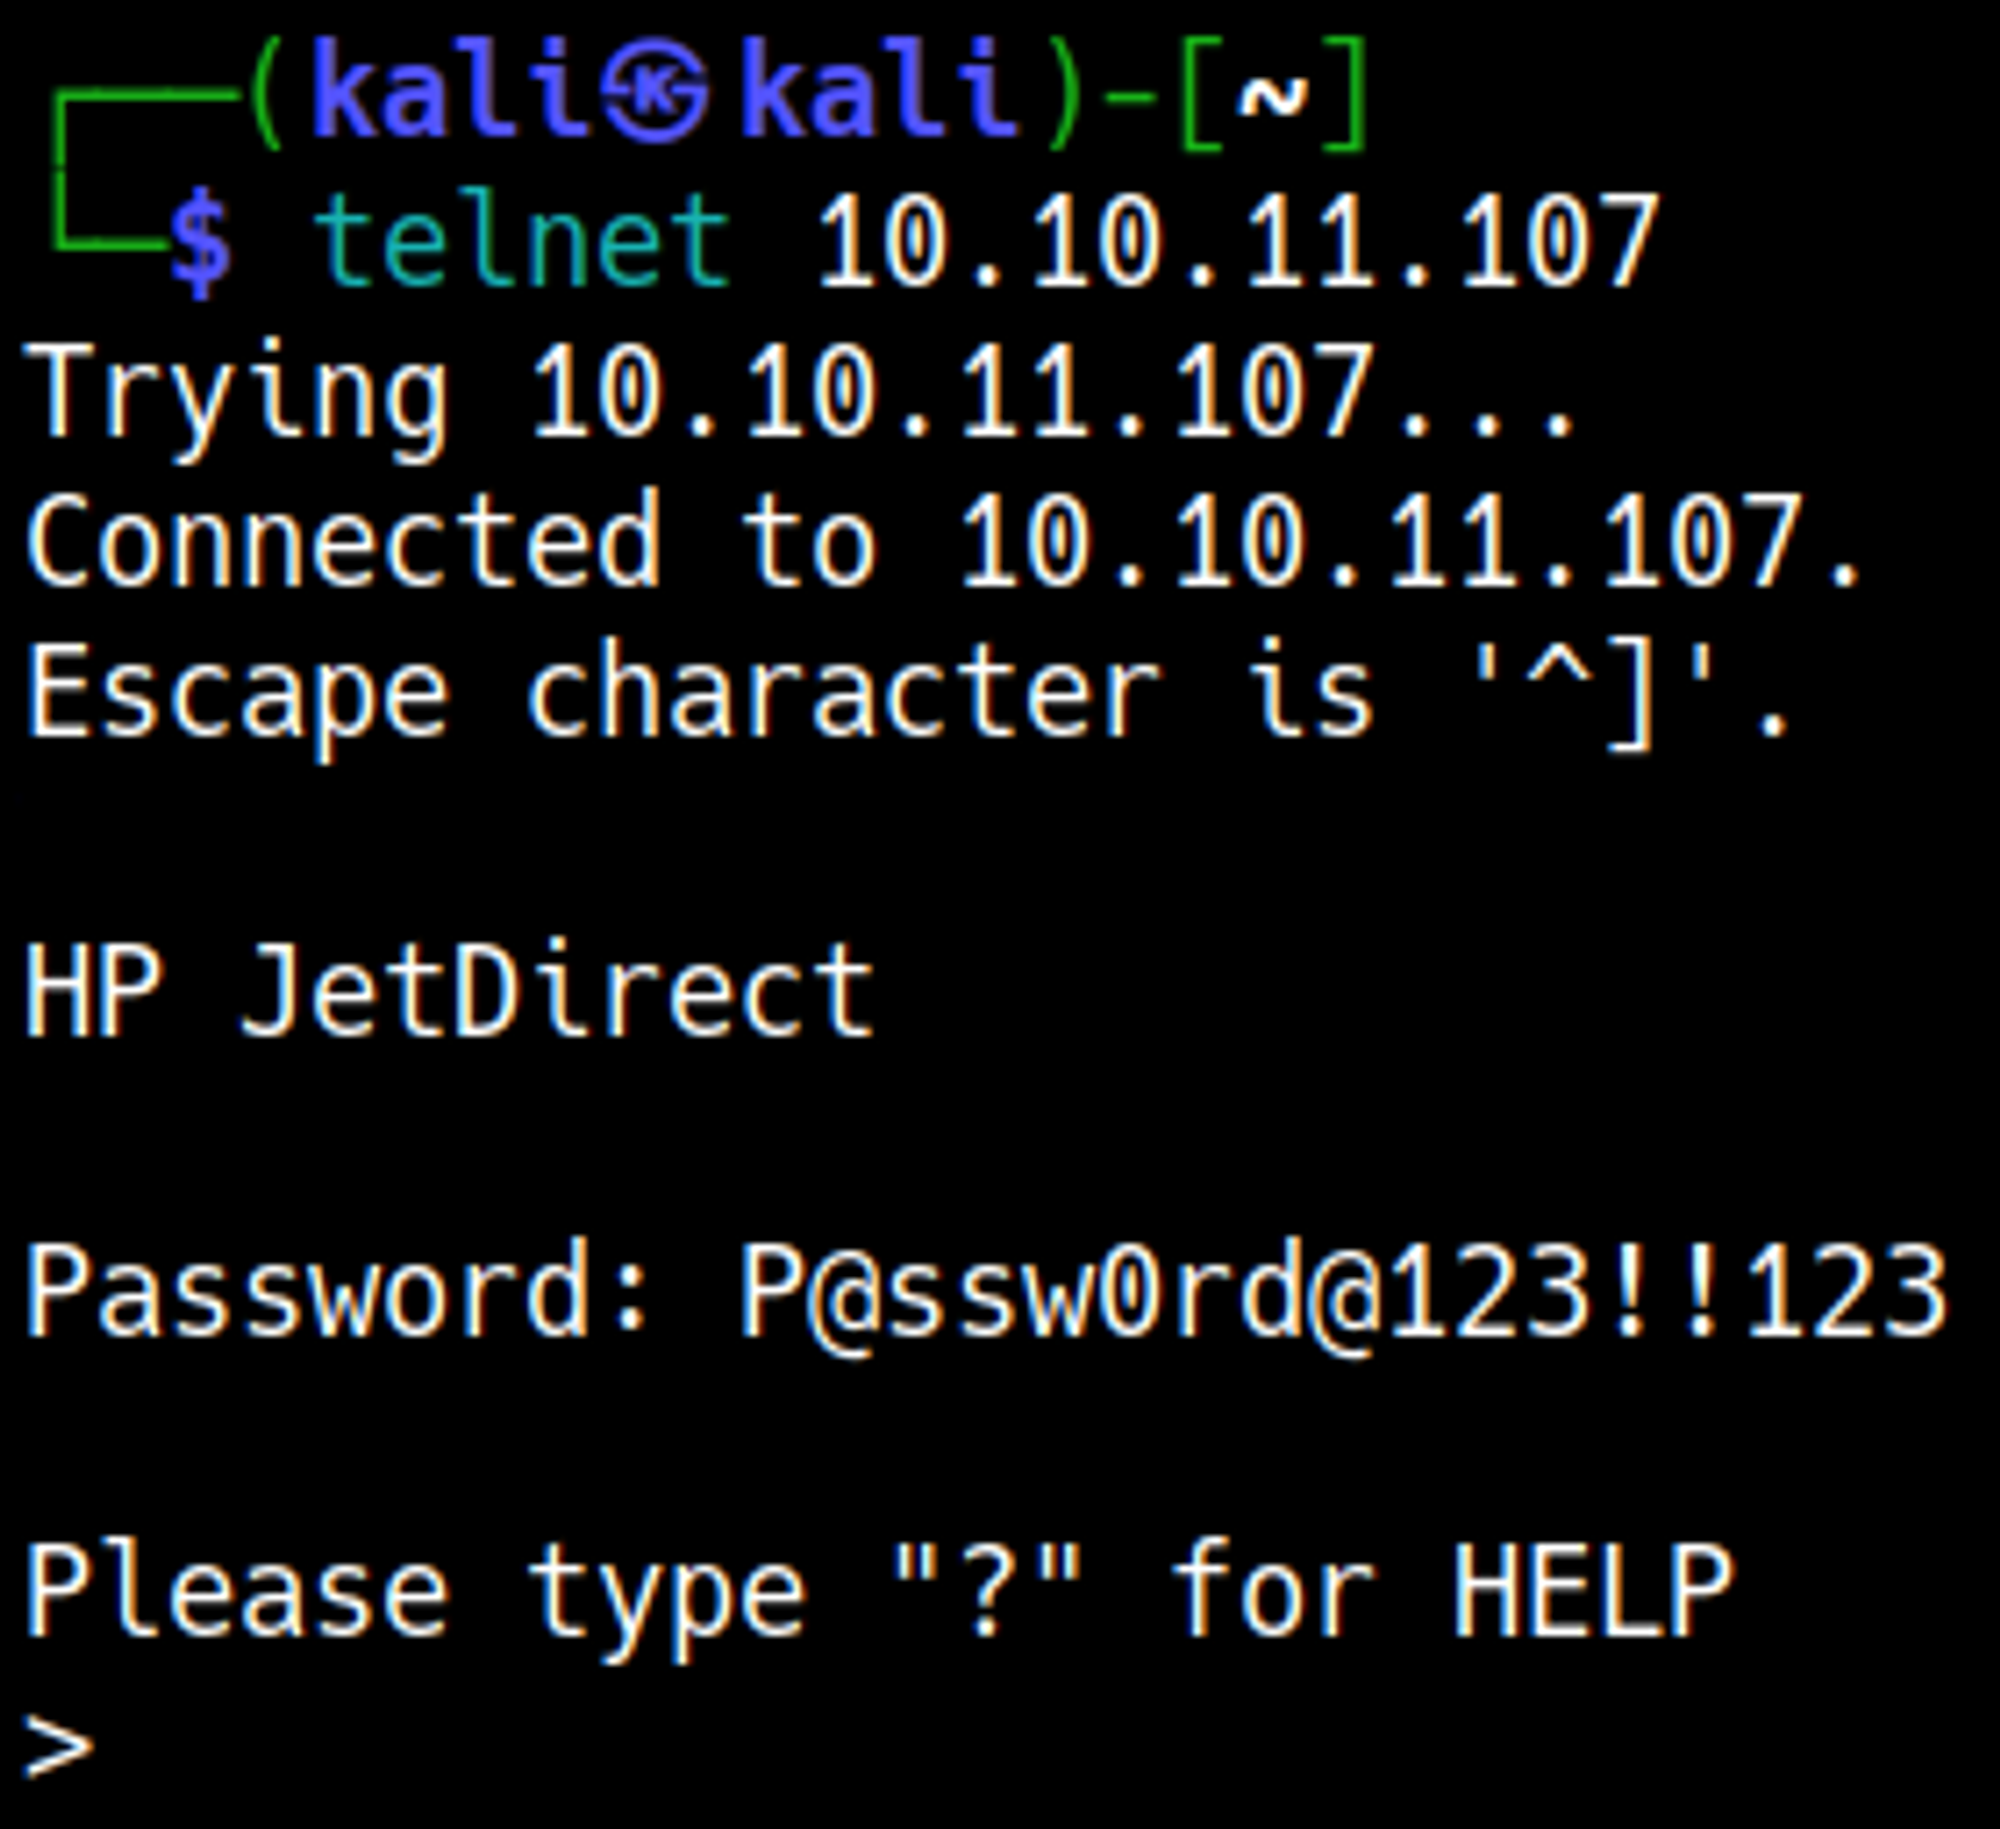 ┌──(kali㉿kali)-[~]
└─$ telnet 10.10.11.107
Trying 10.10.11.107...
Connected to 10.10.11.107.
Escape character is '^]'.
HP JetDirect
Password: P@ssw0rd@123!!123
Please type "?" for HELP
>